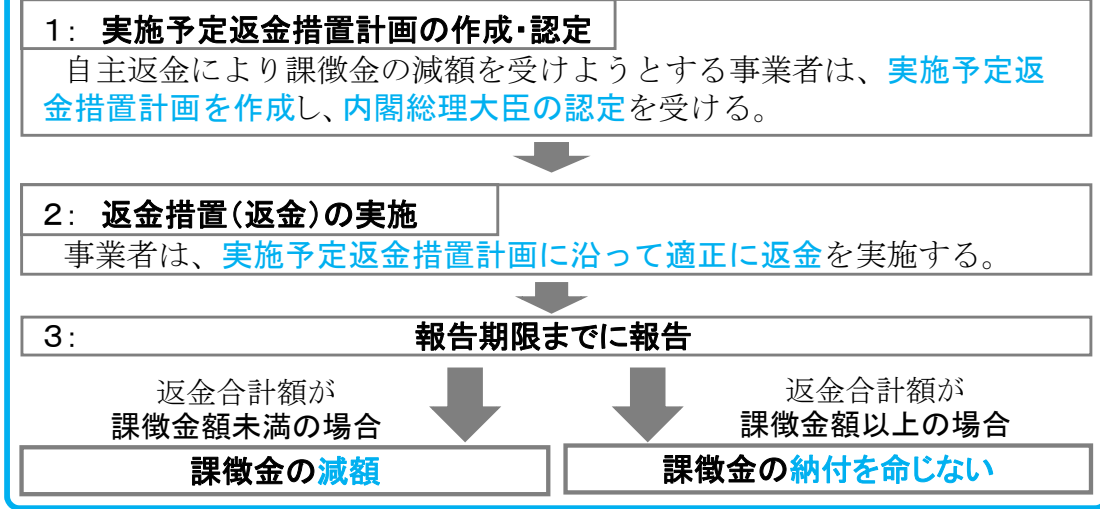 1： 実施予定返金措置計画の作成・認定
自主返金により課徴金の減額を受けようとする事業者は、実施予定返
金措置計画を作成し、内閣総理大臣の認定を受ける。
2： 返金措置（返金）の実施
事業者は、実施予定返金措置計画に沿って適正に返金を実施する。
3： 報告期限までに報告
返金合計額が
課徴金額未満の場合
課徴金の減額
返金合計額が
課徴金額以上の場合
課徴金の納付を命じない